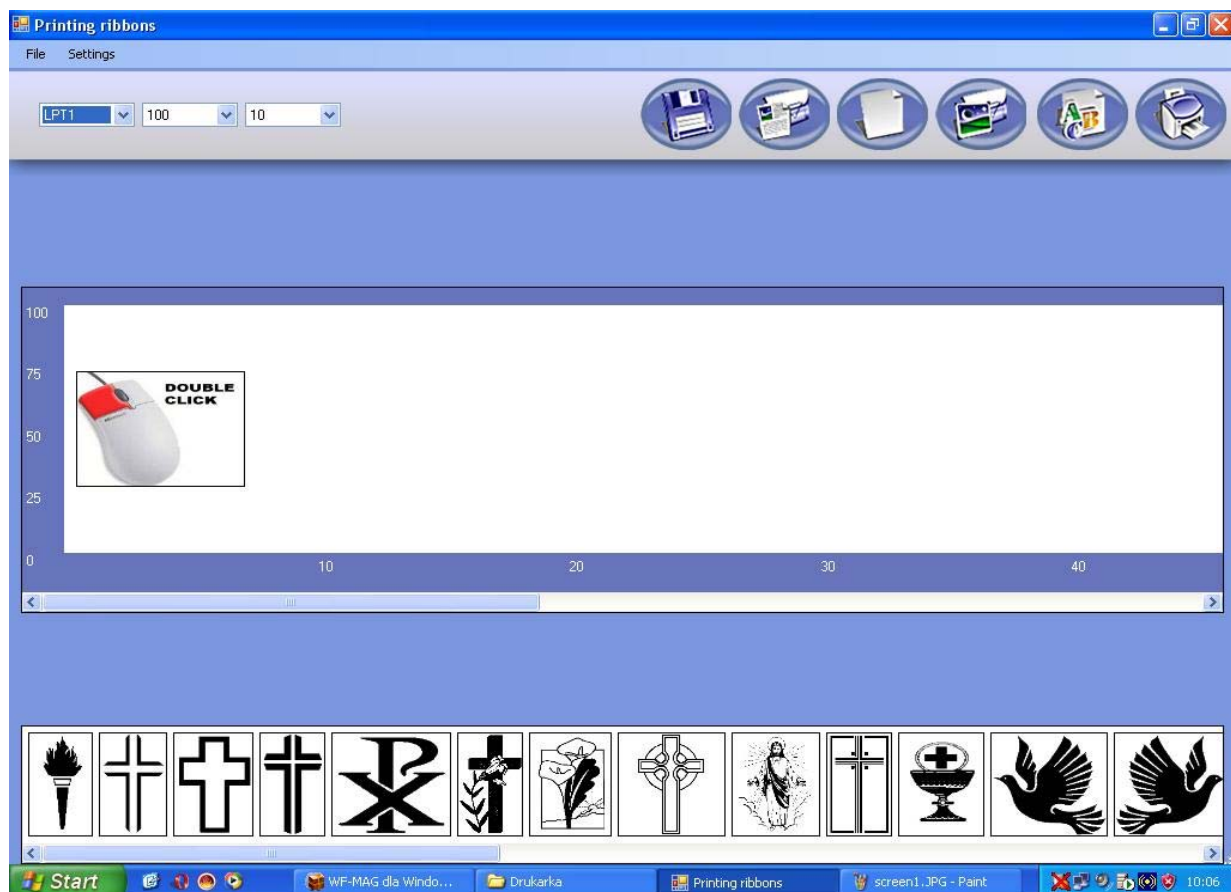 Printing ribbons
File Settings
LPT1 100 10
100
75
DOUBLE
CLICK
50
25
0
10 20 30 40
Start WF-MAG dla Windo... Drukarka Printing ribbons screen1.JPG - Paint 10:06